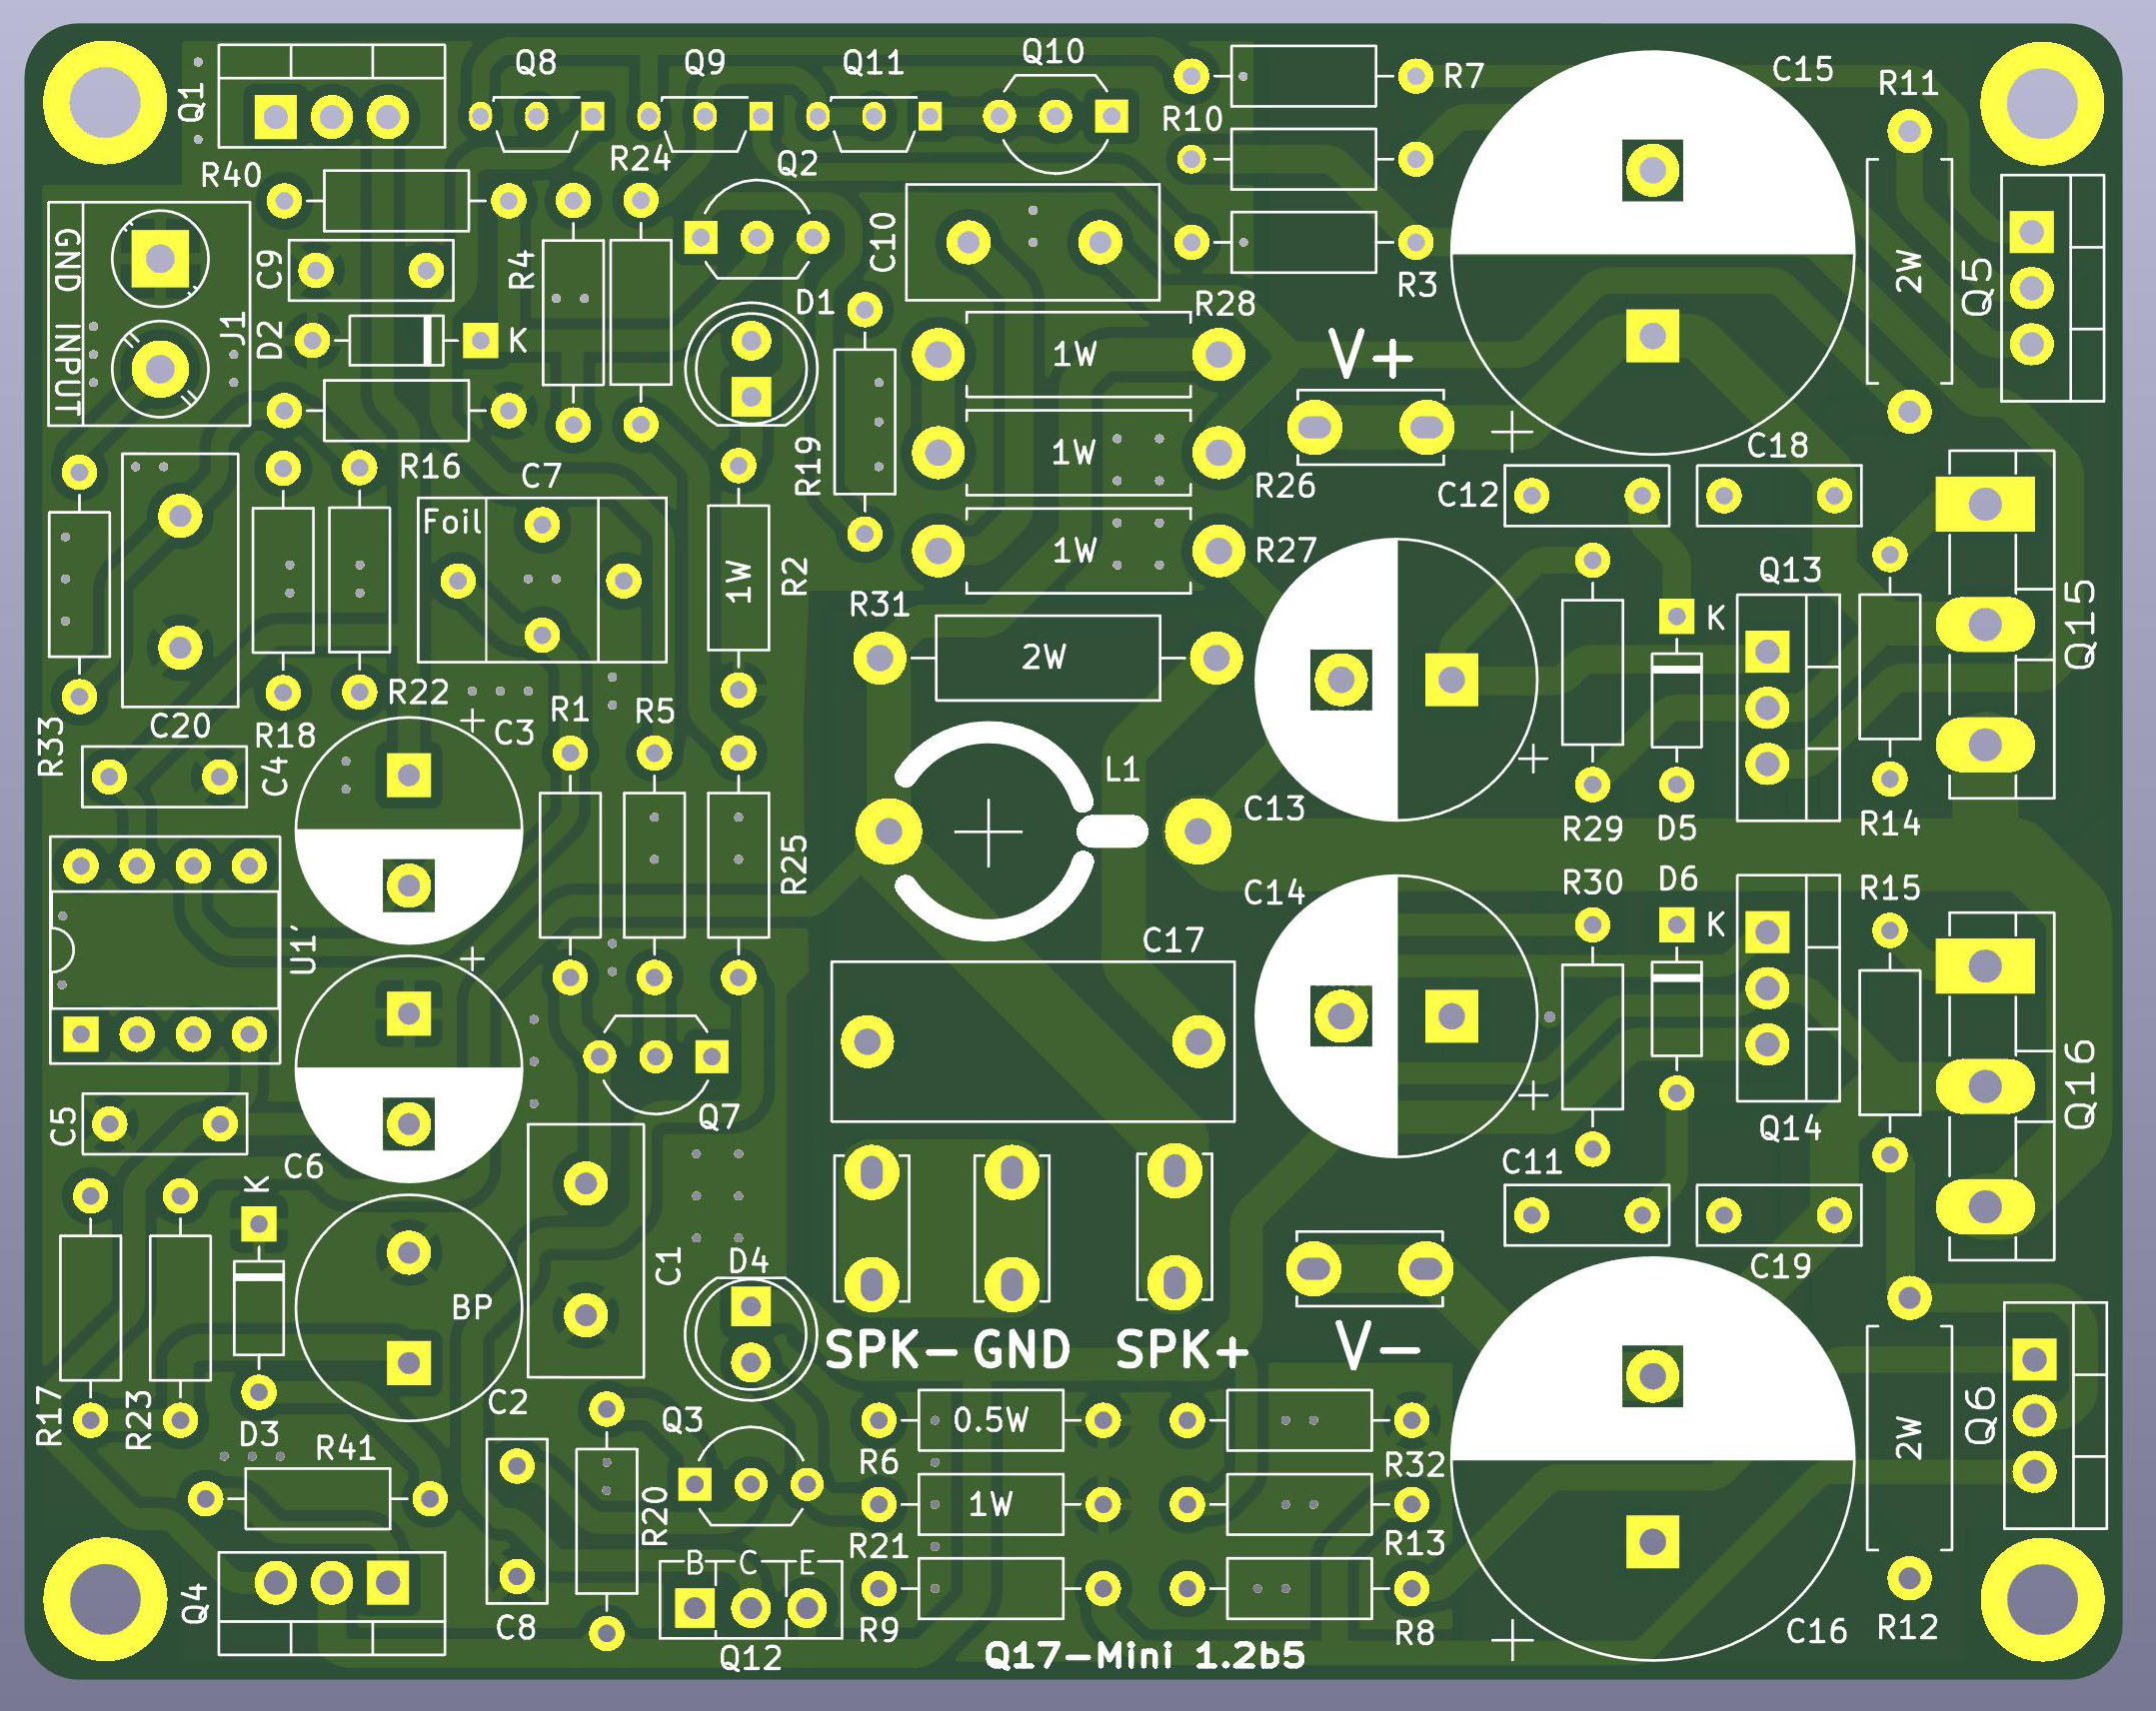 Q1
Q8
Q9
Q11
Q10
R7
C15
R11
R10
R40
R24
Q2
GND INPUT
J1
C9
R4
C10
R3
2W
Q5
D2
K
D1
R28
1W
V+
R16
C7
R19
1W
R26
C12
C18
Foil
1W
R2
1W
R27
Q13
Q15
R31
2W
K
R33
C20
R18
R22
C3
R1
R5
C4
L1
C13
R29
D5
R14
U1′
R25
C17
C14
R30
D6
K
R15
C5
C6
Q7
C11
Q14
Q16
K
BP
C1
D4
C19
SPK-
GND
SPK+
V-
R17
R23
D3
R41
C2
Q3
0.5W
R6
R32
2W
Q6
1W
R20
R21
R13
Q4
C8
B C E
Q12
R9
R8
C16
R12
Q17-Mini 1.2b5